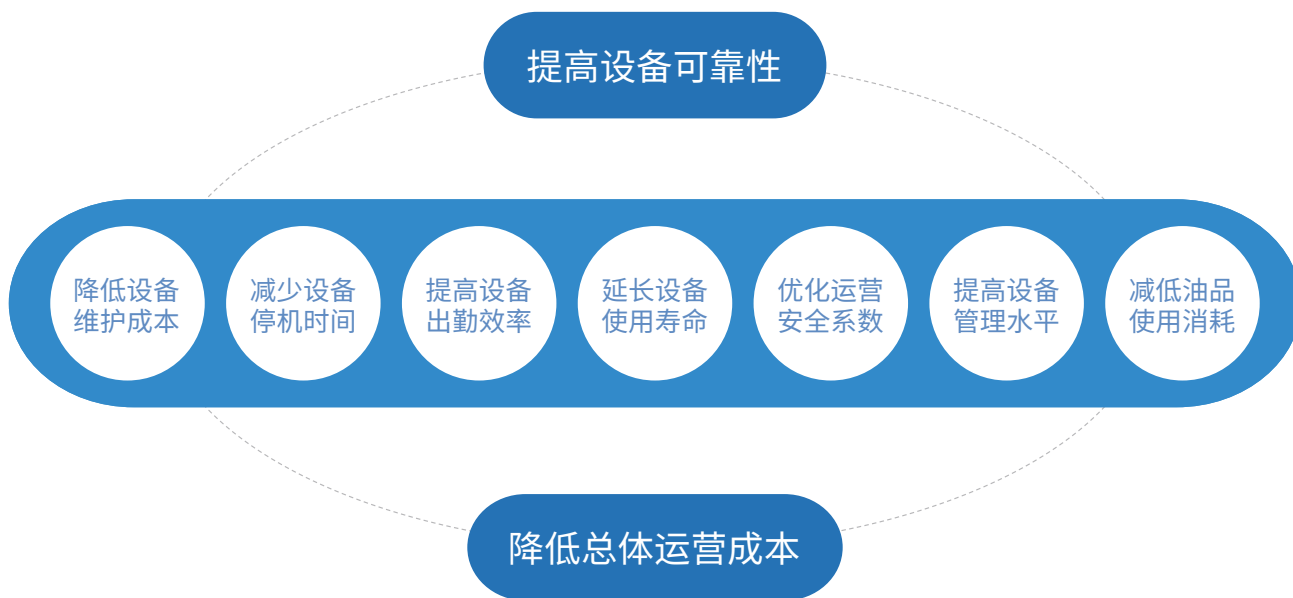 提高设备可靠性
降低设备
维护成本
减少设备
停机时间
提高设备
出勤效率
延长设备
使用寿命
优化运营
安全系数
提高设备
管理水平
减低油品
使用消耗
降低总体运营成本